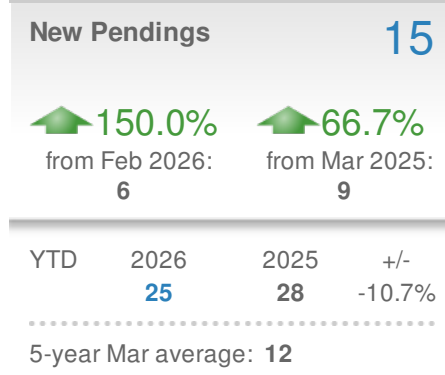 New Pendings 15
150.0% 66.7%
from Feb 2026: from Mar 2025:
6 9
YTD 2026 2025 +/-
25 28 -10.7%
5-year Mar average: 12